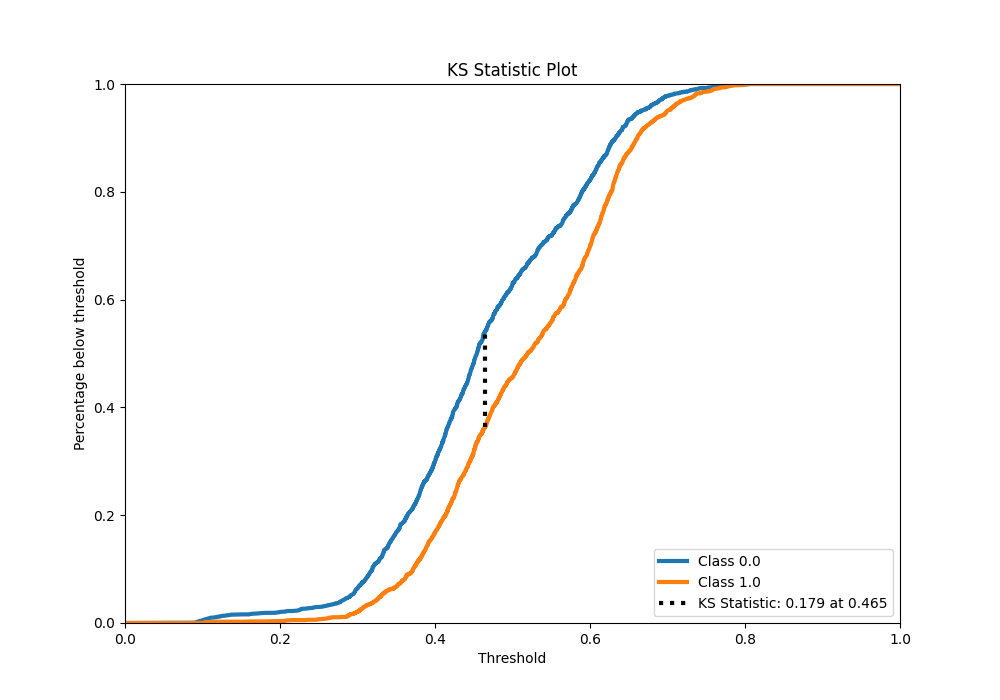 KS Statistic Plot
1.0
0.8
0.6
0.4
0.2
0.0
Percentage below threshold
0.0 0.2 0.4 0.6 0.8 1.0
Threshold
Class 0.0
Class 1.0
KS Statistic: 0.179 at 0.465